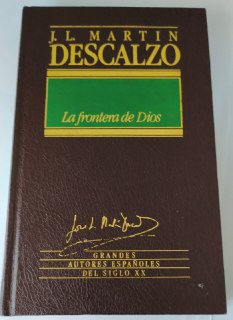 J. L. MARTIN
DESCALZO
La frontera de Dios
GRANDES
AUTORES ESPAÑOLES
DEL SIGLO XX